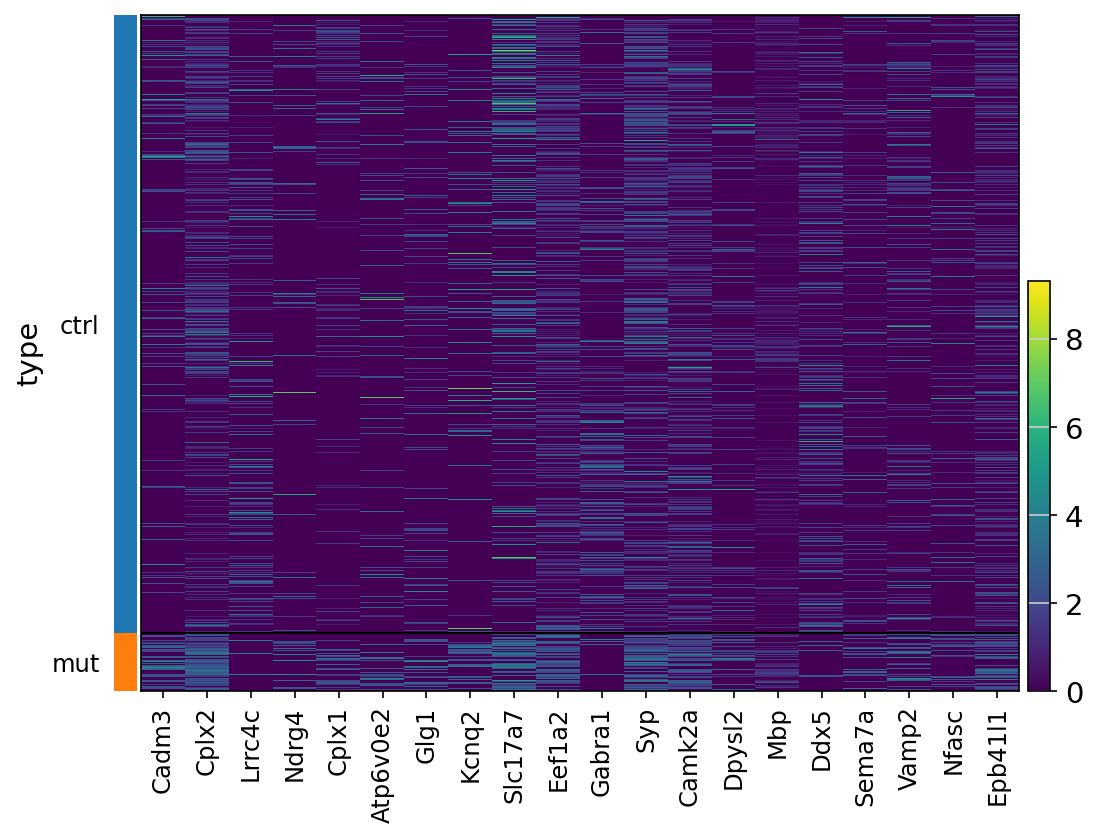 type
ctrl
mut
8
6
4
2
0
Cadm3
Cplx2
Lrrc4c
Ndrg4
Cplx1
Atp6v0e2
Glg1
Kcnq2
Slc17a7
Eef1a2
Gabra1
Syp
Camk2a
Dpysl2
Mbp
Ddx5
Sema7a
Vamp2
Nfasc
Epb41l1